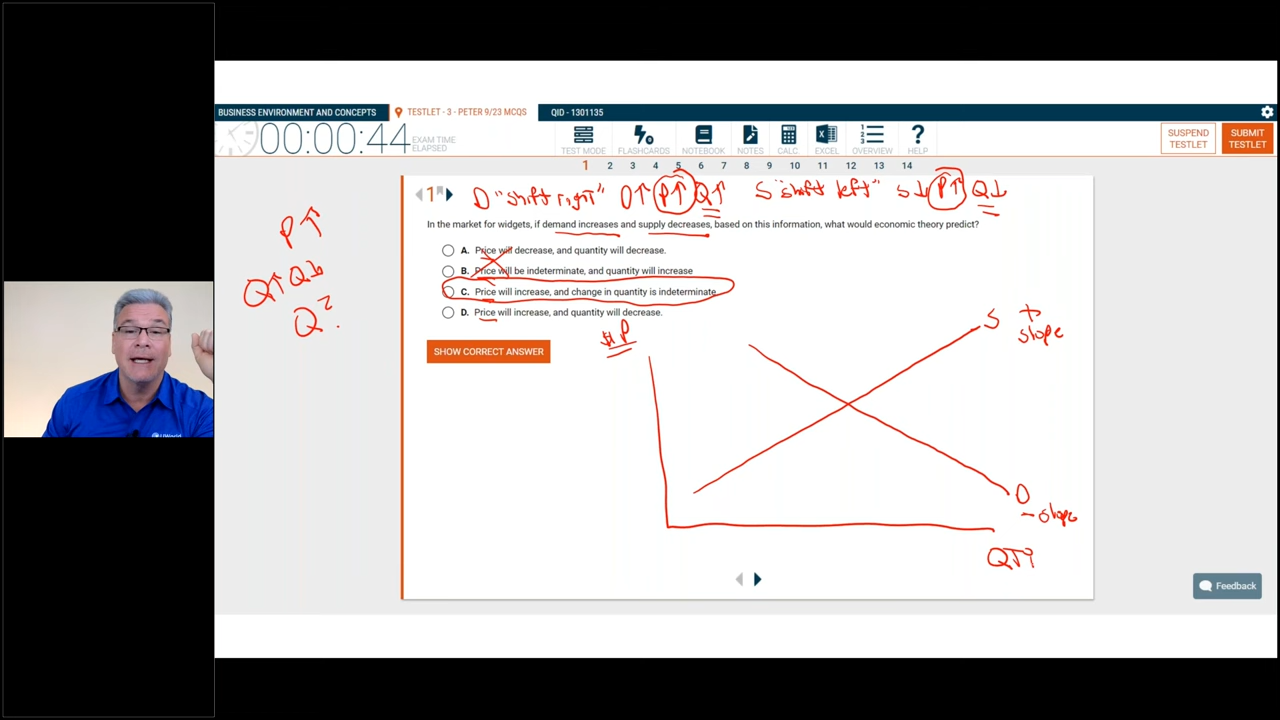 BUSINESS ENVIRONMENT AND CONCEPTS TESTLET - 3 - PETER 9/23 MCQS QID - 1301135
00:00:44 EXAM TIME ELAPSED
TEST MODE FLASHCARDS NOTEBOOK NOTES CALC. EXCEL OVERVIEW HELP
SUSPEND TESTLET
SUBMIT TESTLET
1 2 3 4 5 6 7 8 9 10 11 12 13 14
1 D "shift right" D↑ P↑ Q↑ S "shift left" S↓ P↑ Q↓
In the market for widgets, if demand increases and supply decreases, based on this information, what would economic theory predict?
A. Price will decrease, and quantity will decrease.
B. Price will be indeterminate, and quantity will increase
C. Price will increase, and change in quantity is indeterminate
D. Price will increase, and quantity will decrease.
SHOW CORRECT ANSWER
P↑
Q↑ Q↓
Q?
$ P
S + slope
D - slope
QTY
Feedback
UWorld